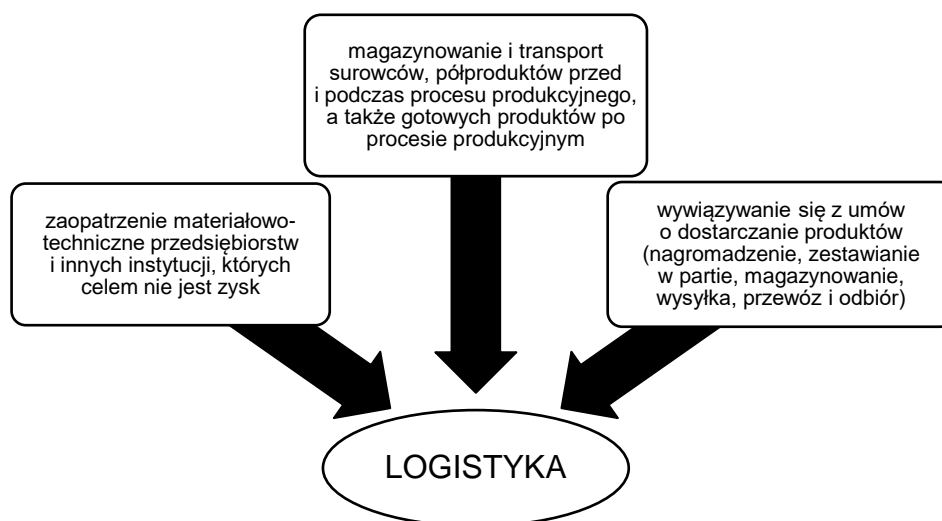 magazynowanie i transport
surowców, półproduktów przed
i podczas procesu produkcyjnego,
a także gotowych produktów po
procesie produkcyjnym
zaopatrzenie materiałowo-
techniczne przedsiębiorstw
i innych instytucji, których
celem nie jest zysk
wywiązywanie się z umów
o dostarczanie produktów
(nagromadzenie, zestawianie
w partie, magazynowanie,
wysyłka, przewóz i odbiór)
LOGISTYKA